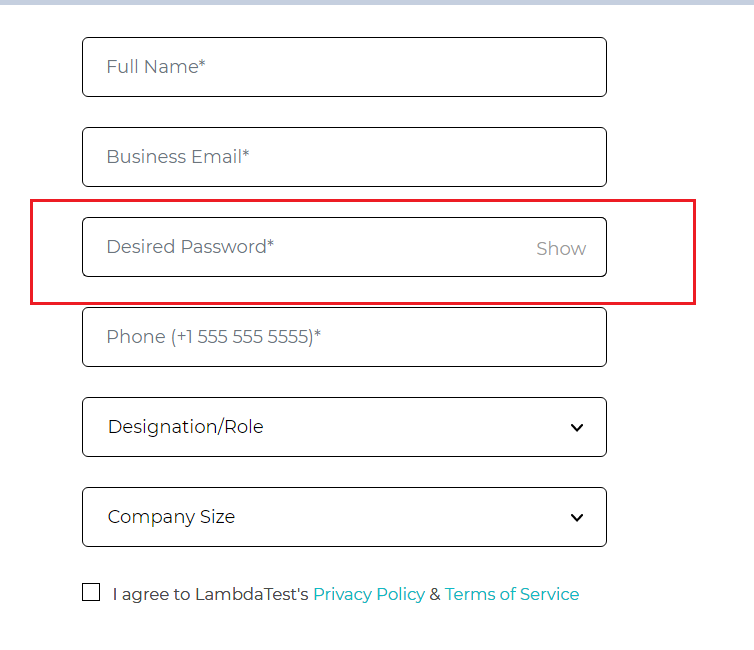 Full Name*
Business Email*
Desired Password* Show
Phone (+1 555 555 5555)*
Designation/Role
Company Size
I agree to LambdaTest's Privacy Policy & Terms of Service